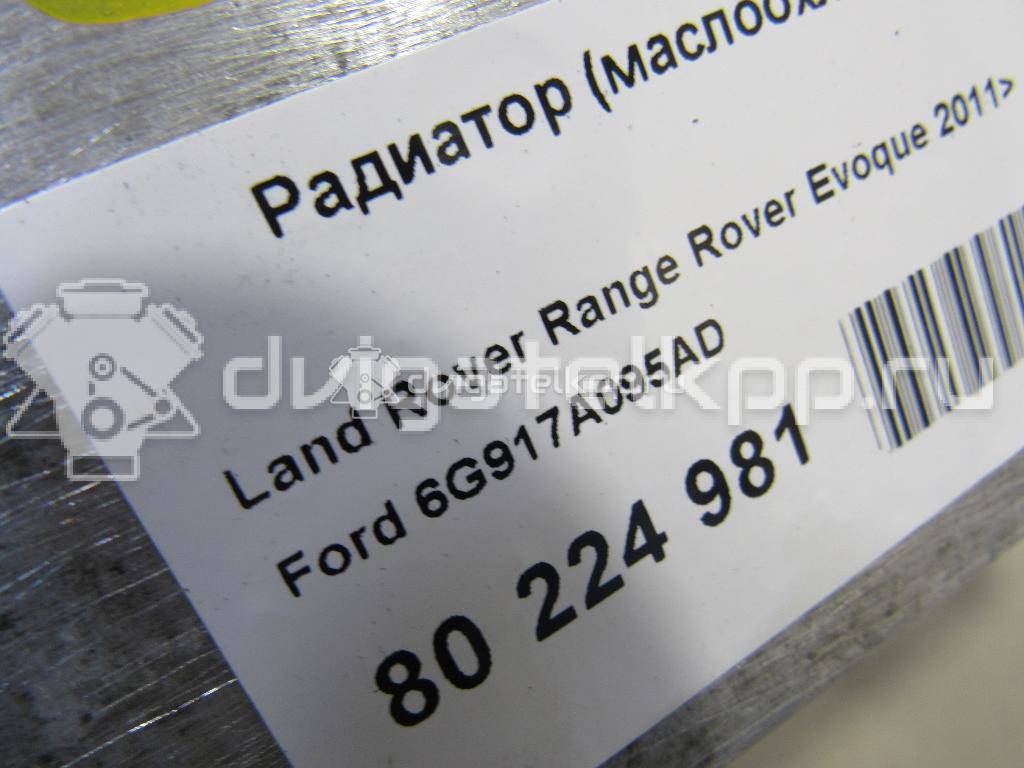 Радиатор (маслоох
Land Rover Range Rover Evoque 2011>
Ford 6G917A095AD
80 224 981
dvigatelkpp.ru